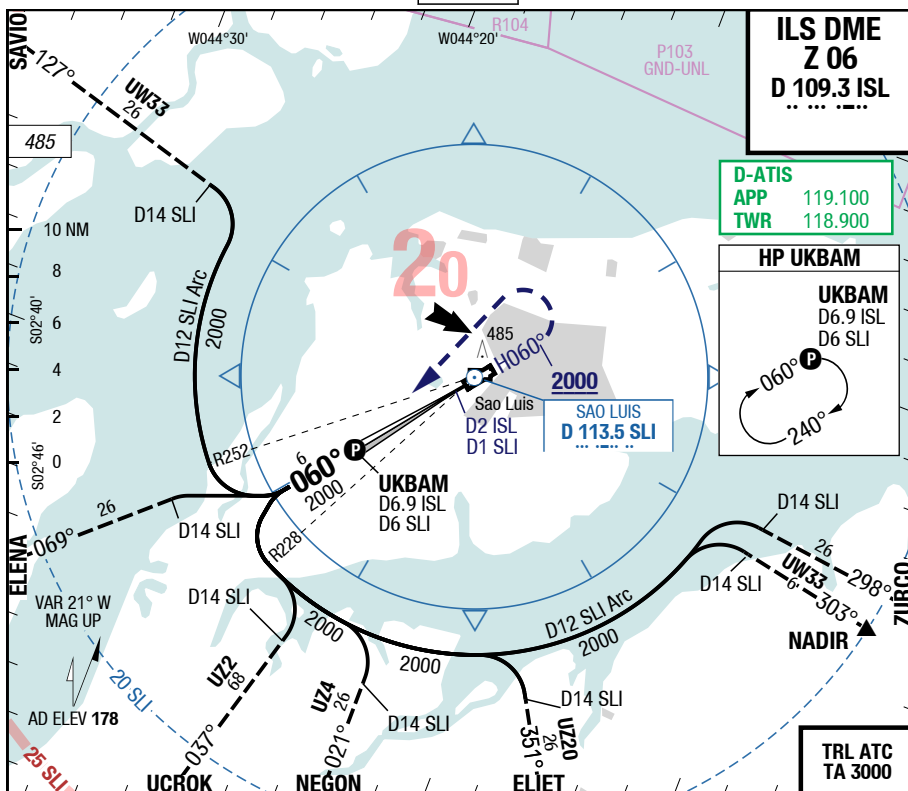 ILS DME
Z 06
D 109.3 ISL
D-ATIS
APP 119.100
TWR 118.900
HP UKBAM
UKBAM
D6.9 ISL
D6 SLI
060°
P
240°
R104
P103
GND-UNL
W044°30'
W044°20'
SAVIO
127°
UW33
26
485
D14 SLI
10 NM
8
6
4
2
0
S02°40'
S02°46'
D12 SLI Arc
2000
20
485
H060°
2000
Sao Luis
D2 ISL
D1 SLI
SAO LUIS
D 113.5 SLI
R252
6
060°
2000
P
UKBAM
D6.9 ISL
D6 SLI
R228
ELENA
069°
26
D14 SLI
VAR 21° W
MAG UP
AD ELEV 178
20 SLI
25 SLI
D14 SLI
UZ2
68
037°
UCROK
2000
UZ4
26
021°
NEGON
D14 SLI
2000
D12 SLI Arc
2000
D14 SLI
UZ20
26
351°
ELIET
D14 SLI
26
UW33
298°
ZURGO
D14 SLI
6
303°
NADIR
TRL ATC
TA 3000